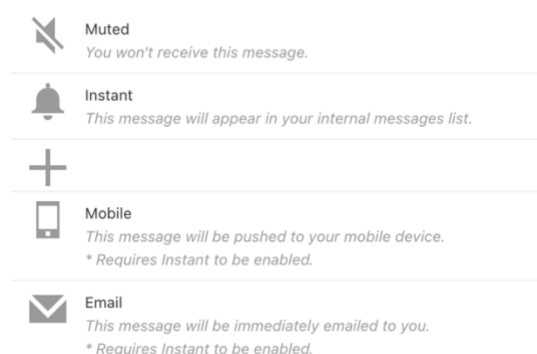 Muted
You won't receive this message.
Instant
This message will appear in your internal messages list.
Mobile
This message will be pushed to your mobile device.
* Requires Instant to be enabled.
Email
This message will be immediately emailed to you.
* Requires Instant to be enabled.